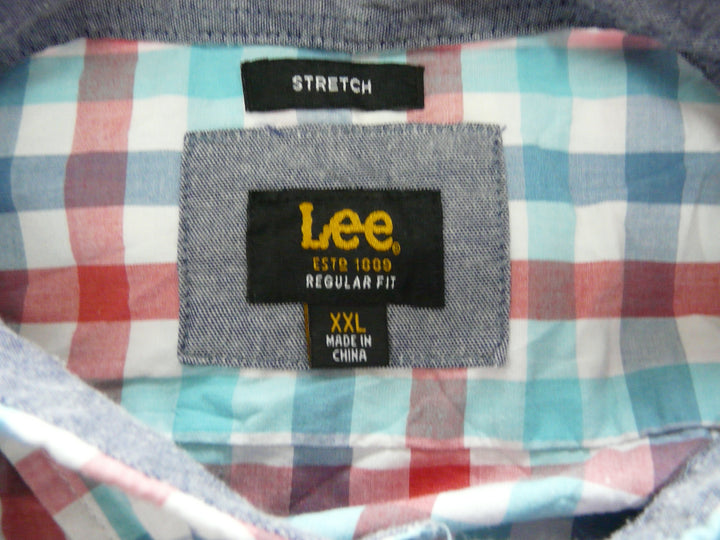 STRETCH
Lee®
ESTD 1889
REGULAR FIT
XXL
MADE IN
CHINA